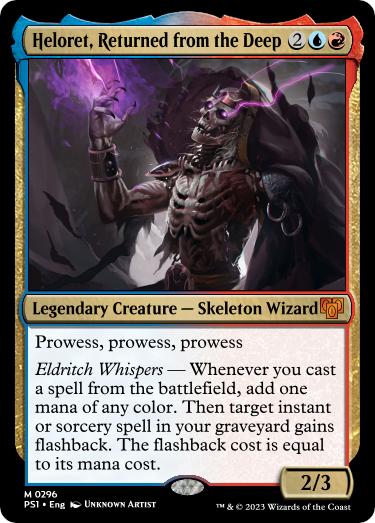 Heloret, Returned from the Deep 2
Legendary Creature — Skeleton Wizard
Prowess, prowess, prowess
Eldritch Whispers — Whenever you cast
a spell from the battlefield, add one
mana of any color. Then target instant
or sorcery spell in your graveyard gains
flashback. The flashback cost is equal
to its mana cost.
2/3
M 0296
PS1 • Eng Unknown Artist
™ & © 2023 Wizards of the Coast